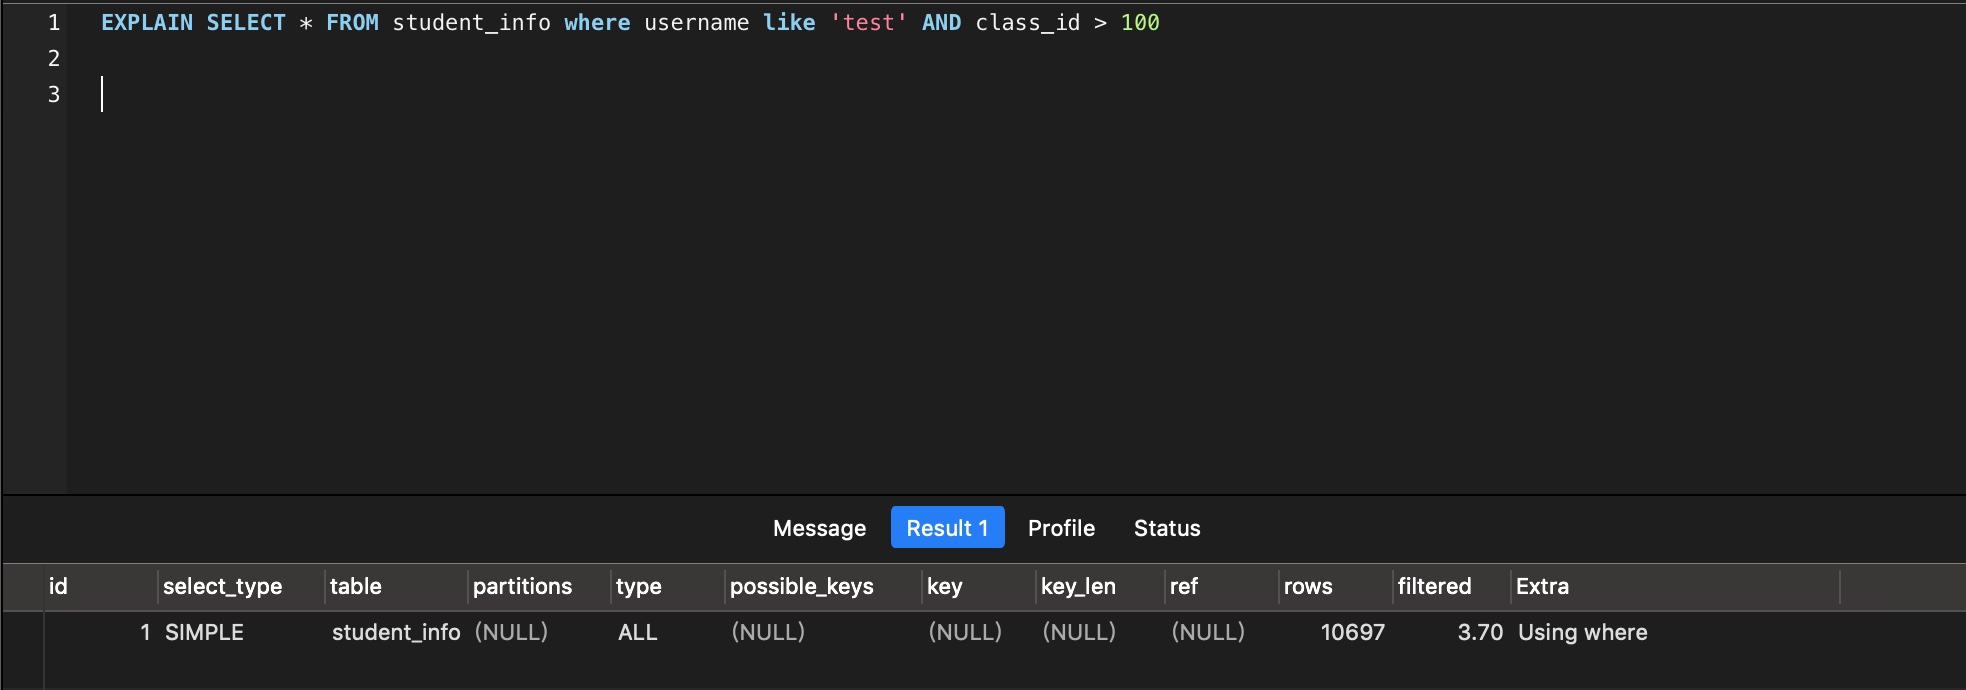 1 EXPLAIN SELECT * FROM student_info where username like 'test' AND class_id > 100
2
3
Message Result 1 Profile Status
id select_type table partitions type possible_keys key key_len ref rows filtered Extra
1 SIMPLE student_info (NULL) ALL (NULL) (NULL) (NULL) (NULL) 10697 3.70 Using where